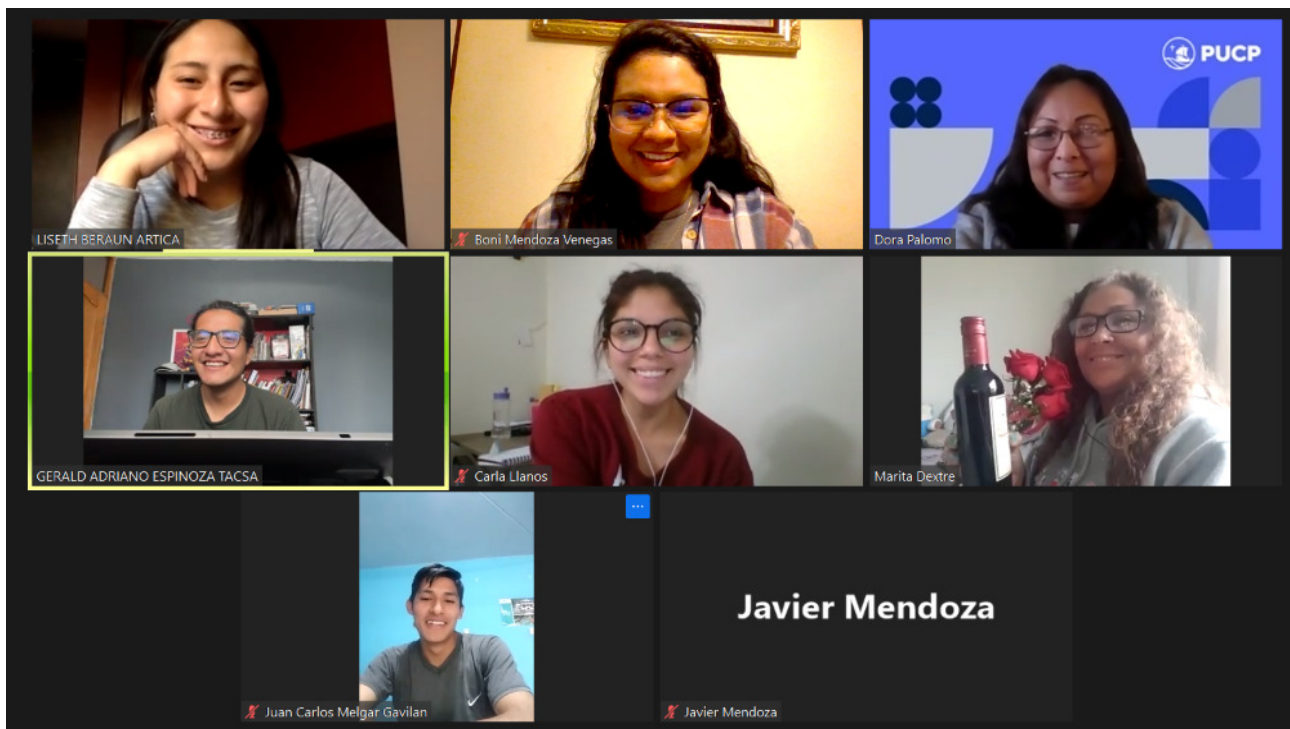 PUCP
LISETH BERAUN ARTICA
Boni Mendoza Venegas
Dora Palomo
GERALD ADRIANO ESPINOZA TACSA
Carla Llanos
Marita Dextre
Javier Mendoza
Juan Carlos Melgar Gavilan
Javier Mendoza